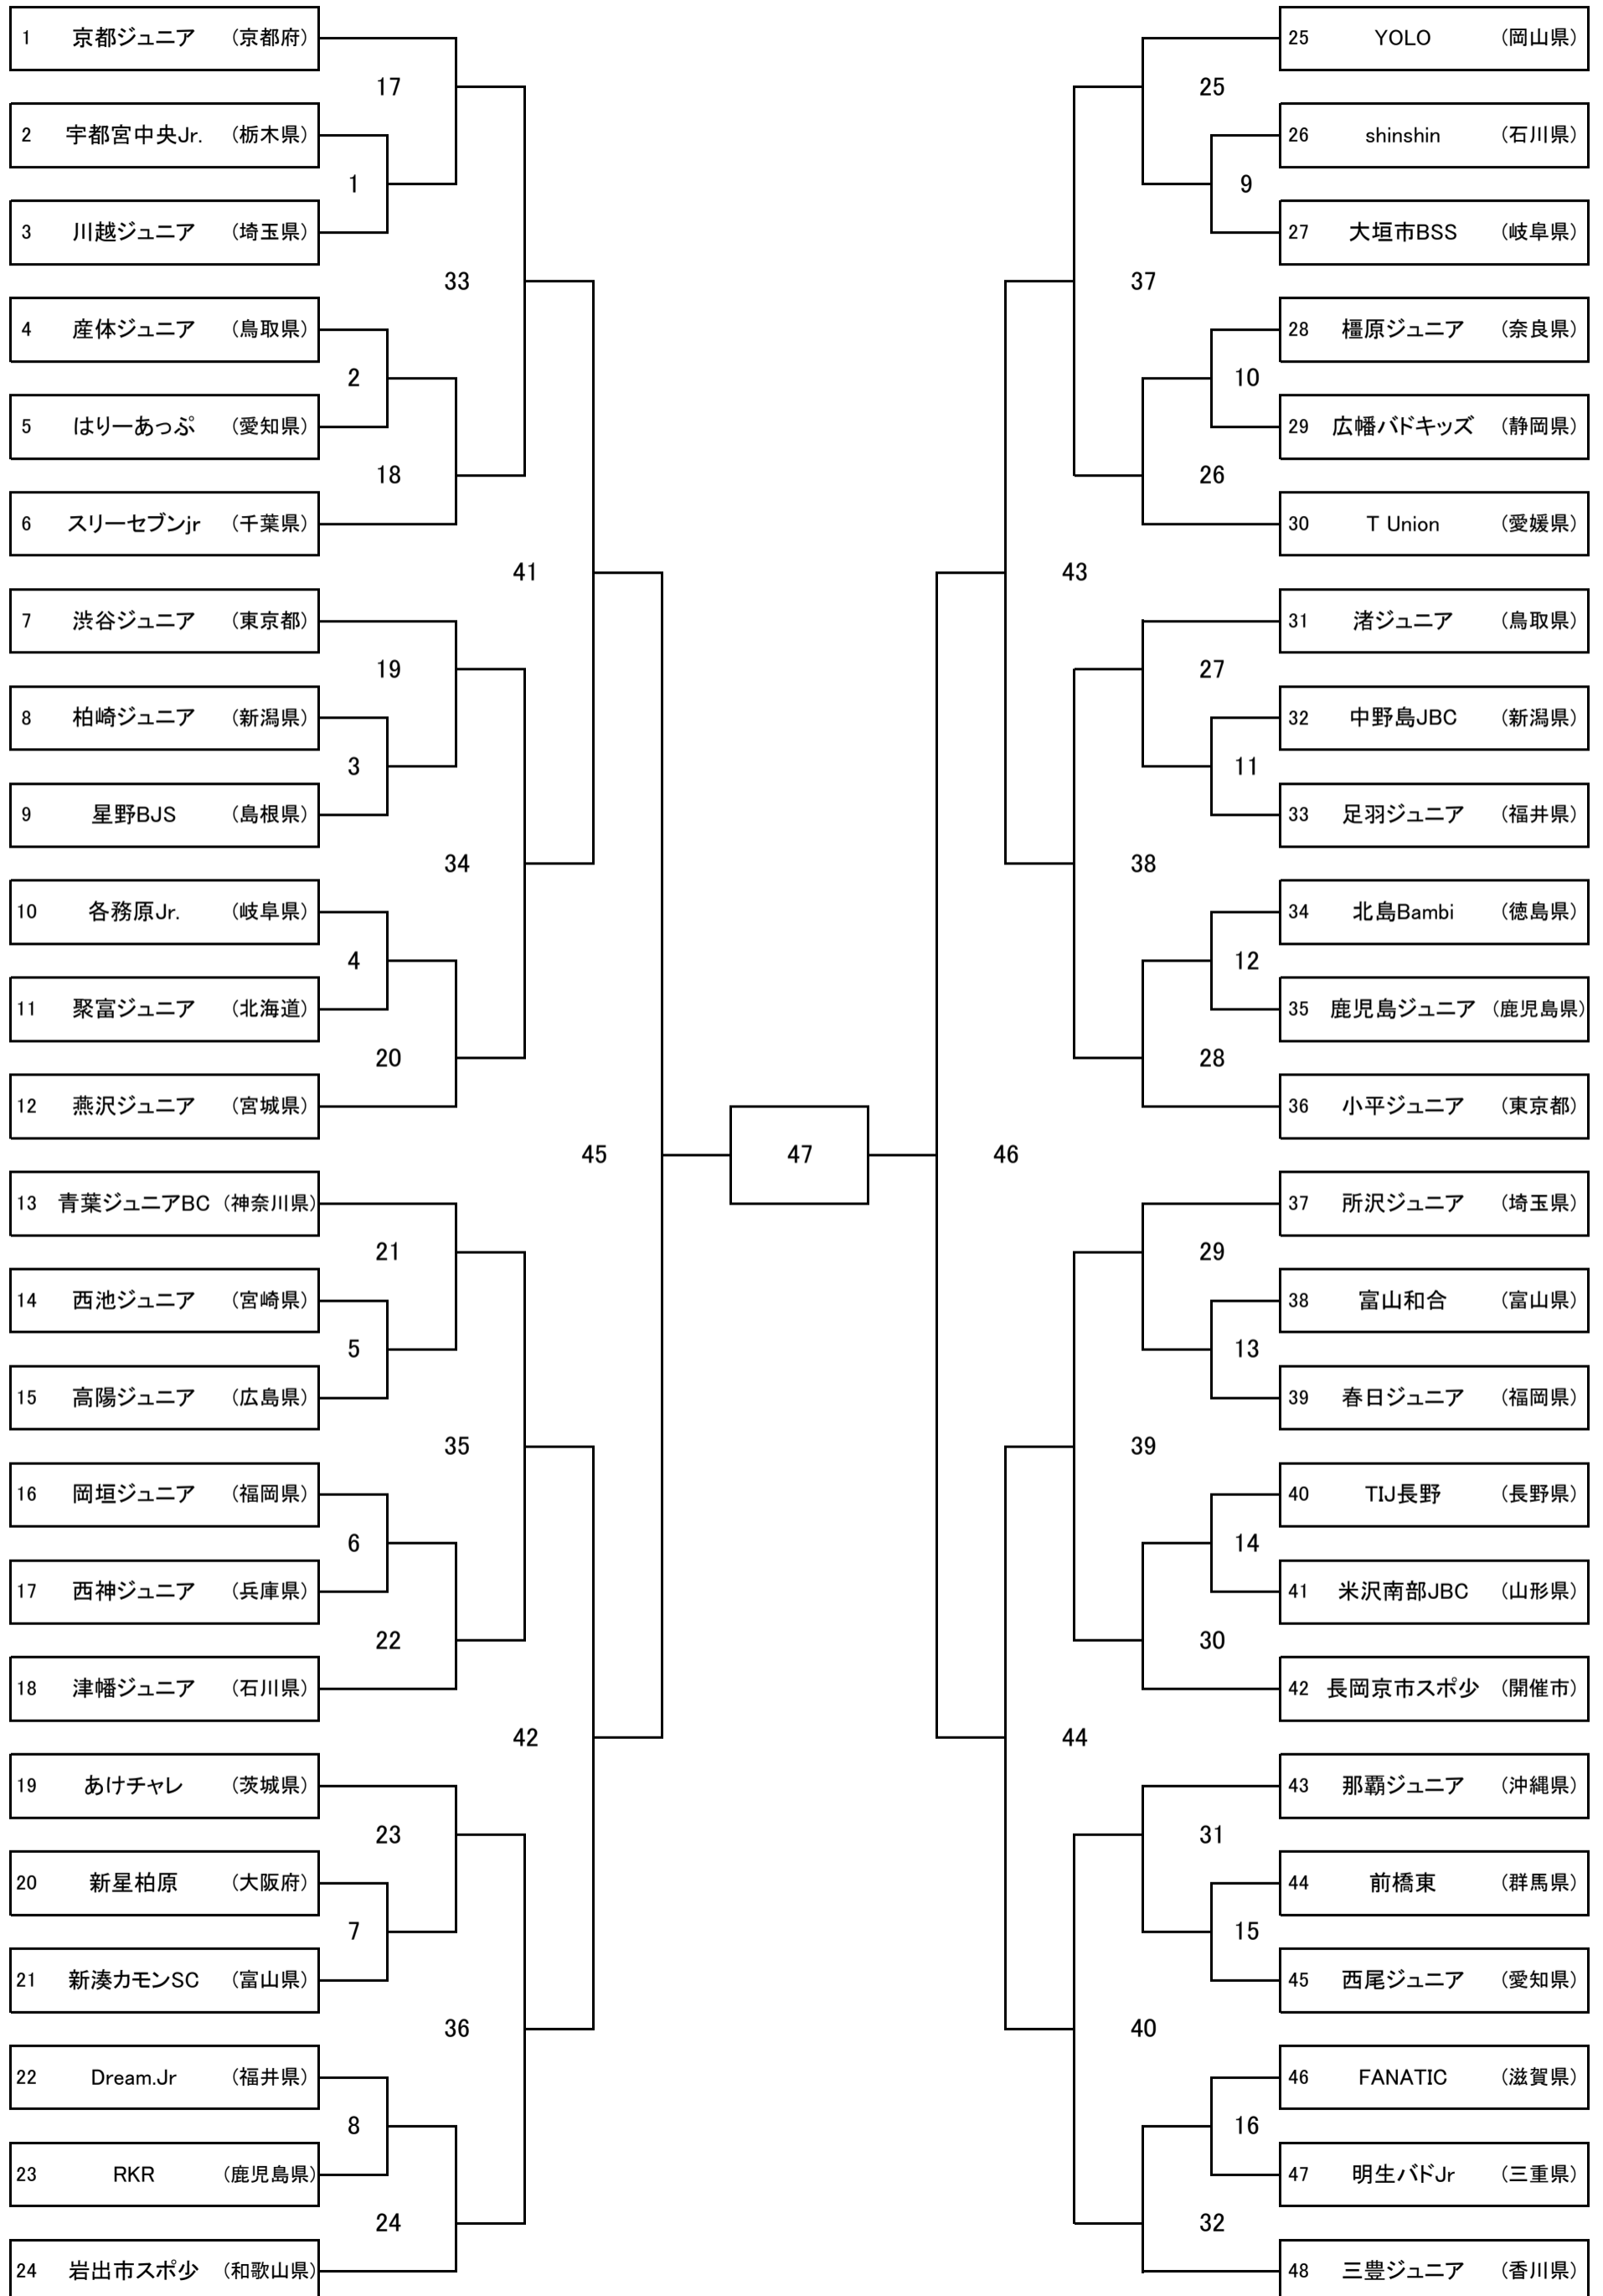 1 京都ジュニア （京都府）
17
2 宇都宮中央Jr. （栃木県）
1
3 川越ジュニア （埼玉県）
33
4 産体ジュニア （鳥取県）
2
5 はりーあっぷ （愛知県）
18
6 スリーセブンjr （千葉県）
41
7 渋谷ジュニア （東京都）
19
8 柏崎ジュニア （新潟県）
3
9 星野BJS （島根県）
34
10 各務原Jr. （岐阜県）
4
11 聚富ジュニア （北海道）
20
12 燕沢ジュニア （宮城県）
45
13 青葉ジュニアBC （神奈川県）
21
14 西池ジュニア （宮崎県）
5
15 高陽ジュニア （広島県）
35
16 岡垣ジュニア （福岡県）
6
17 西神ジュニア （兵庫県）
22
18 津幡ジュニア （石川県）
42
19 あけチャレ （茨城県）
23
20 新星柏原 （大阪府）
7
21 新湊カモンSC （富山県）
36
22 Dream.Jr （福井県）
8
23 RKR （鹿児島県）
24
24 岩出市スポ少 （和歌山県）
47
25 YOLO （岡山県）
25
26 shinshin （石川県）
9
27 大垣市BSS （岐阜県）
37
28 橿原ジュニア （奈良県）
10
29 広幡バドキッズ （静岡県）
26
30 T Union （愛媛県）
43
31 渚ジュニア （鳥取県）
27
32 中野島JBC （新潟県）
11
33 足羽ジュニア （福井県）
38
34 北島Bambi （徳島県）
12
35 鹿児島ジュニア （鹿児島県）
28
36 小平ジュニア （東京都）
46
37 所沢ジュニア （埼玉県）
29
38 富山和合 （富山県）
13
39 春日ジュニア （福岡県）
39
40 TIJ長野 （長野県）
14
41 米沢南部JBC （山形県）
30
42 長岡京市スポ少 （開催市）
44
43 那覇ジュニア （沖縄県）
31
44 前橋東 （群馬県）
15
45 西尾ジュニア （愛知県）
40
46 FANATIC （滋賀県）
16
47 明生バドJr （三重県）
32
48 三豊ジュニア （香川県）